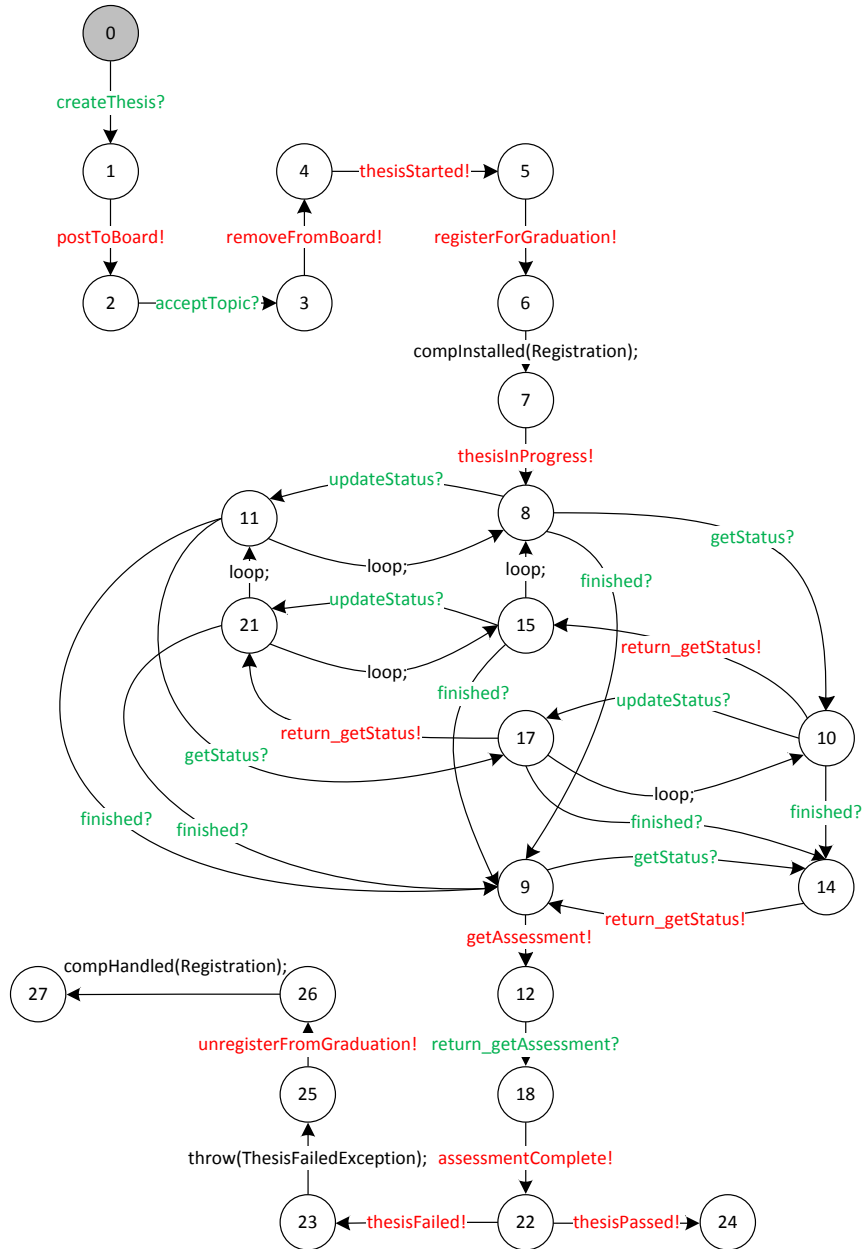 0
createThesis?
1
4
thesisStarted!
5
postToBoard!
removeFromBoard!
registerForGraduation!
2
acceptTopic?
3
6
compInstalled(Registration);
7
thesisInProgress!
updateStatus?
11
8
getStatus?
loop;
loop;
loop;
finished?
updateStatus?
21
15
return_getStatus!
loop;
finished?
updateStatus?
return_getStatus!
17
10
getStatus?
loop;
finished?
finished?
finished?
finished?
getStatus?
9
14
return_getStatus!
getAssessment!
compHandled(Registration);
27
26
12
unregisterFromGraduation!
return_getAssessment?
25
18
throw(ThesisFailedException);
assessmentComplete!
23
thesisFailed!
22
thesisPassed!
24